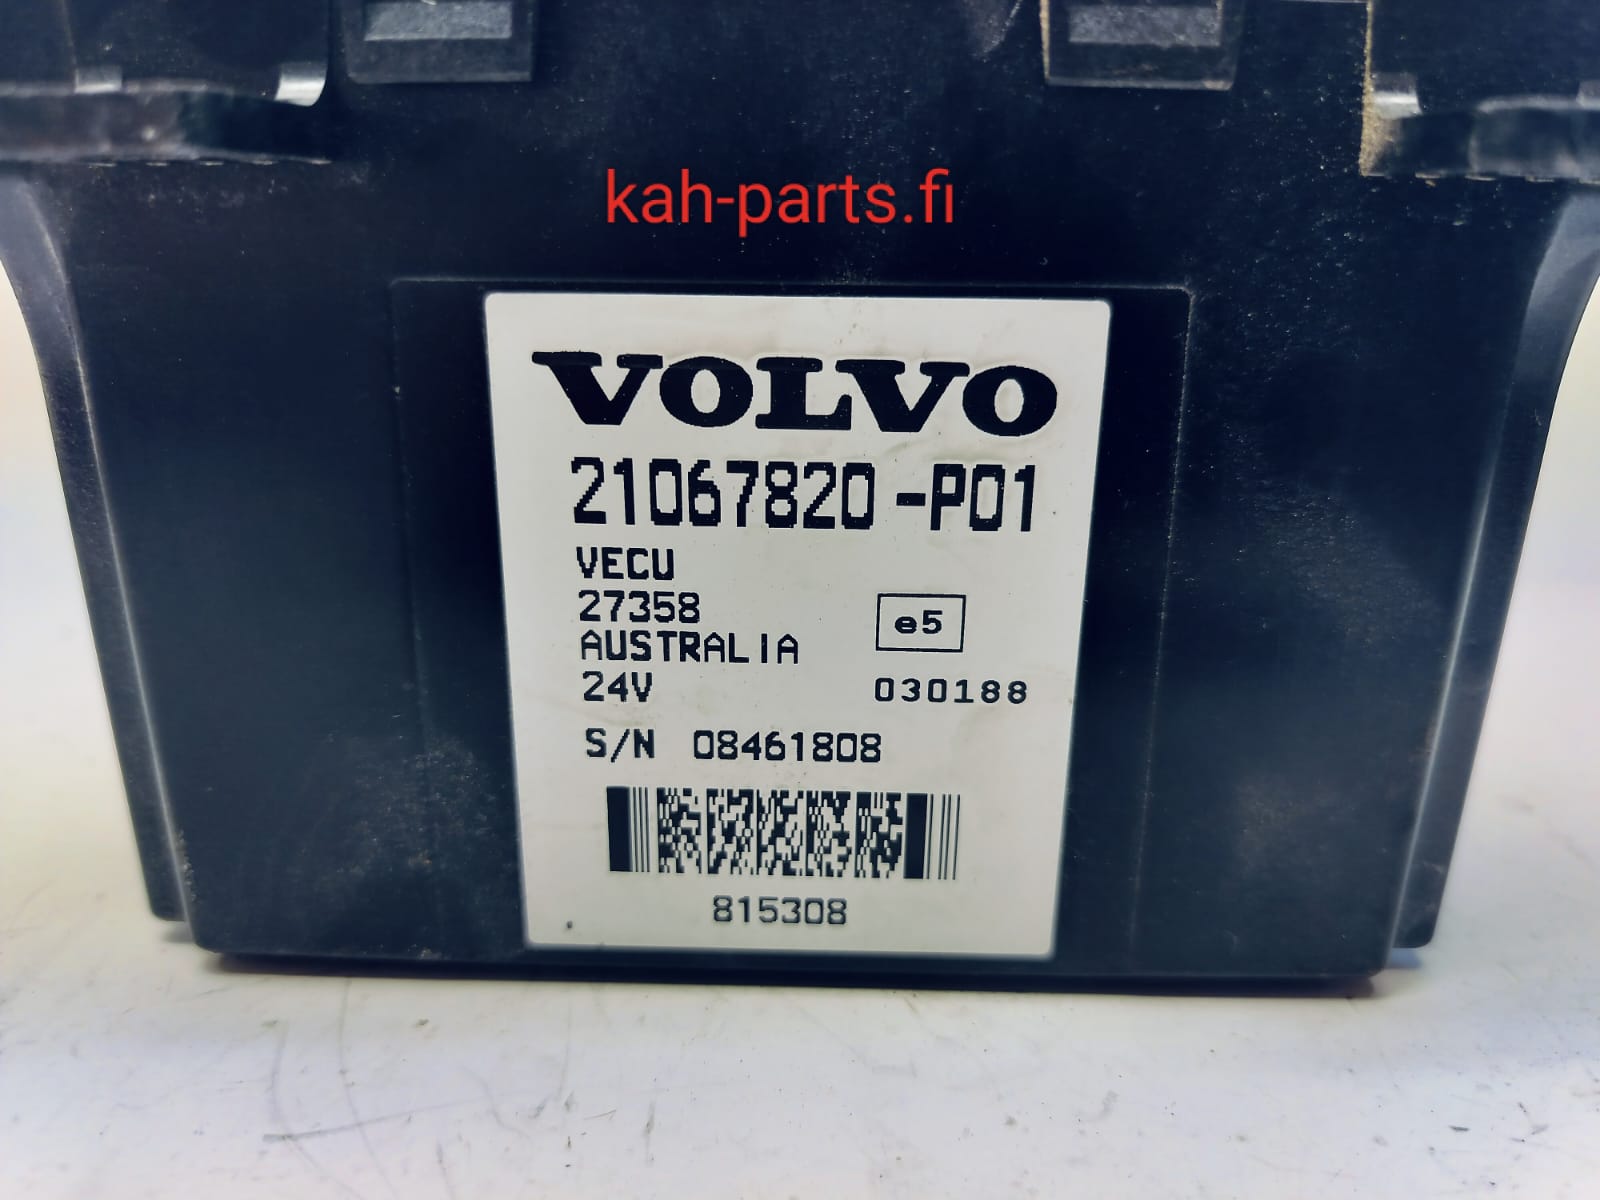 kah-parts.fi
VOLVO
21067820-P01
VECU
27358
e5
AUSTRALIA
24V
030188
S/N 08461808
815308